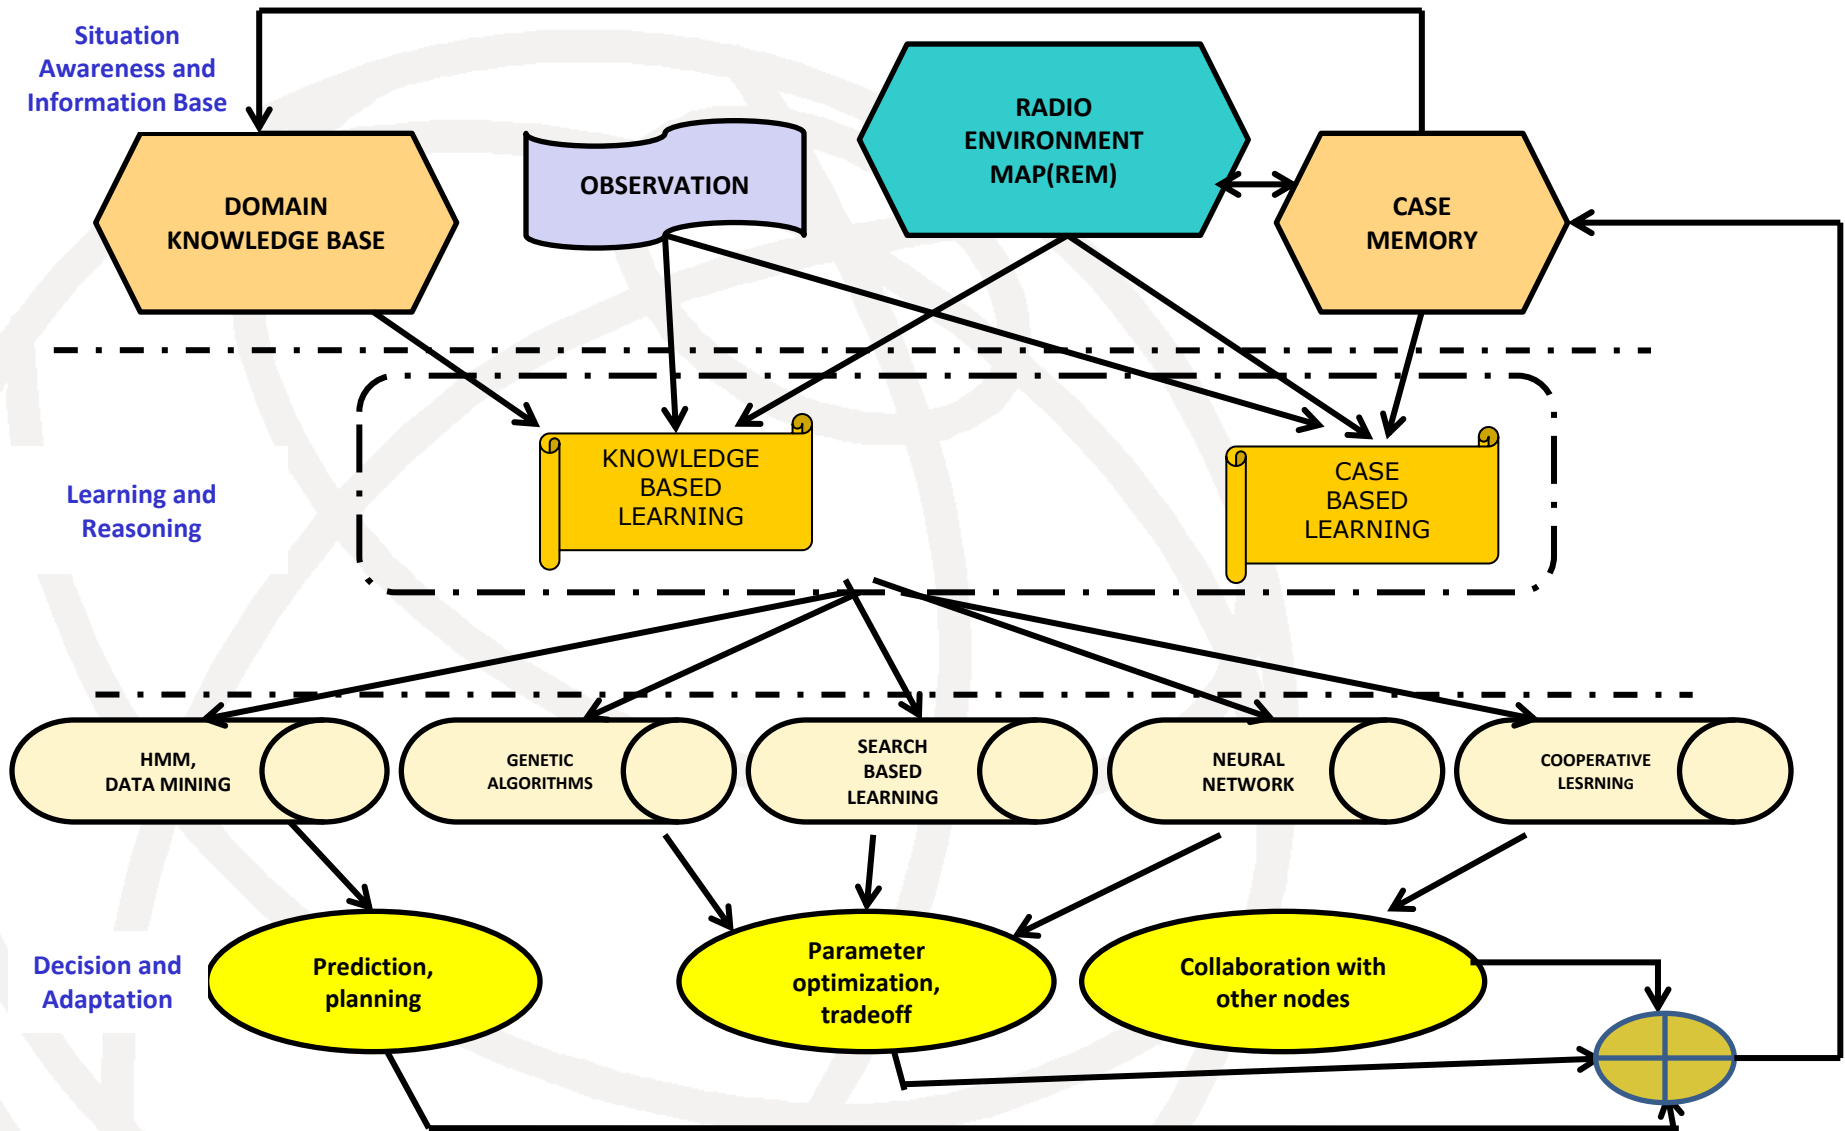 Situation
Awareness and
Information Base
RADIO
ENVIRONMENT
MAP(REM)
OBSERVATION
DOMAIN
KNOWLEDGE BASE
CASE
MEMORY
Learning and
Reasoning
KNOWLEDGE
BASED
LEARNING
CASE
BASED
LEARNING
HMM,
DATA MINING
GENETIC
ALGORITHMS
SEARCH
BASED
LEARNING
NEURAL
NETWORK
COOPERATIVE
LESRNING
Decision and
Adaptation
Prediction,
planning
Parameter
optimization,
tradeoff
Collaboration with
other nodes